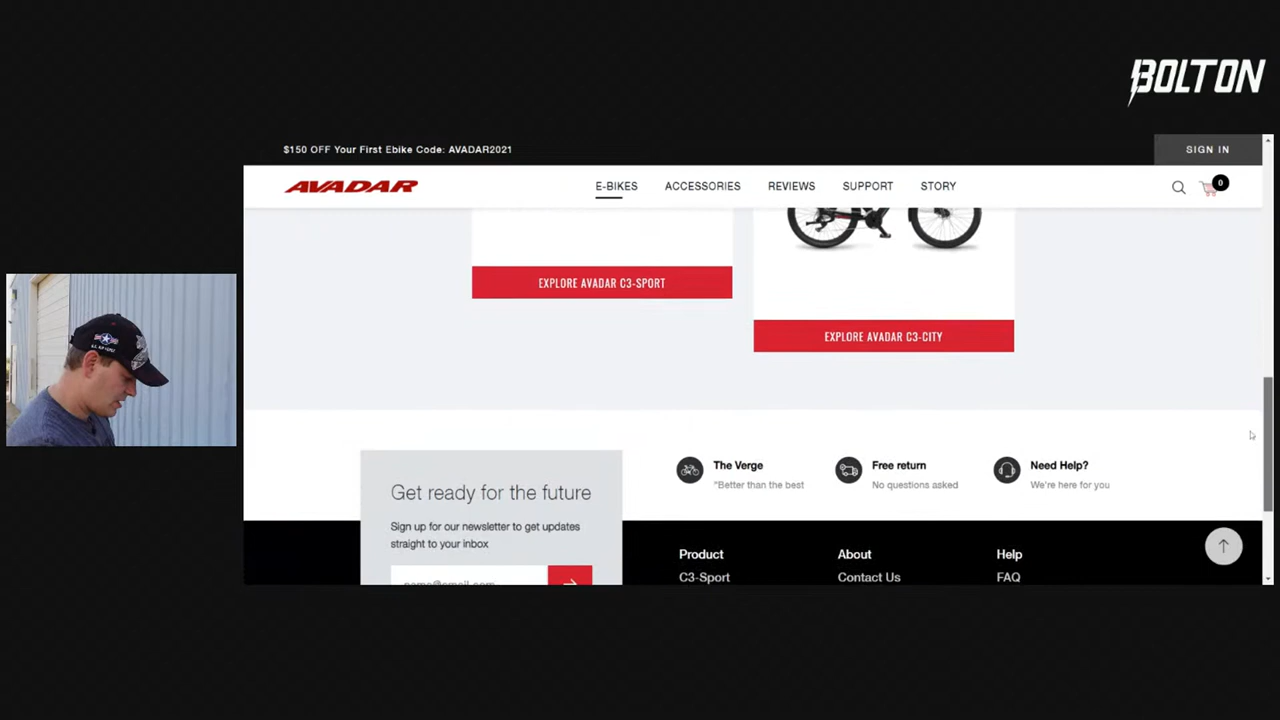 BOLTON
$150 OFF Your First Ebike Code: AVADAR2021
SIGN IN
AVADAR
E-BIKES
ACCESSORIES
REVIEWS
SUPPORT
STORY
0
EXPLORE AVADAR C3-SPORT
EXPLORE AVADAR C3-CITY
The Verge
"Better than the best
Free return
No questions asked
Need Help?
We're here for you
Get ready for the future
Sign up for our newsletter to get updates
straight to your inbox
name@email.com
Product
C3-Sport
About
Contact Us
Help
FAQ